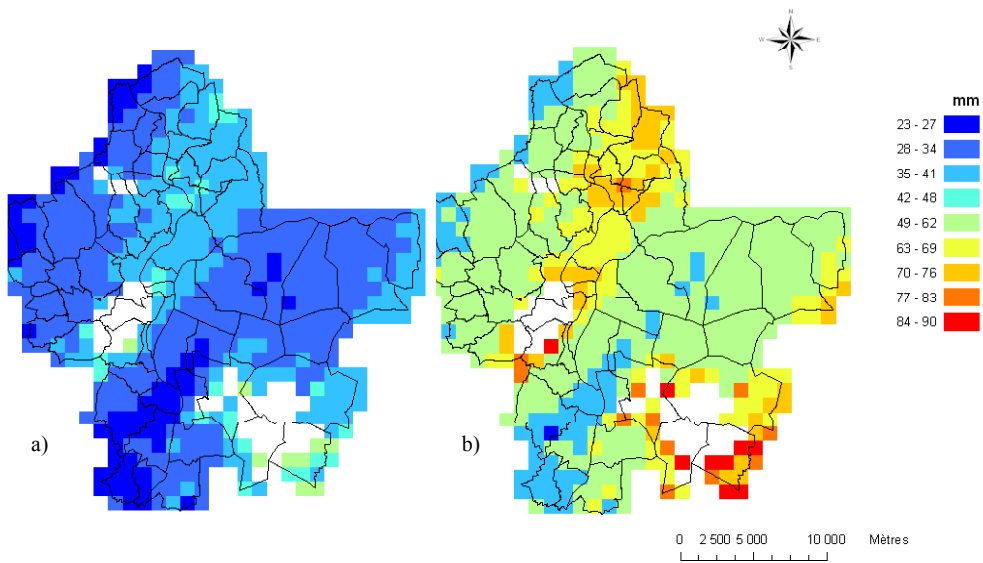 N
W E
S
mm
23 - 27
28 - 34
35 - 41
42 - 48
49 - 62
63 - 69
70 - 76
77 - 83
84 - 90
a) b)
0 2 500 5 000 10 000 Mètres